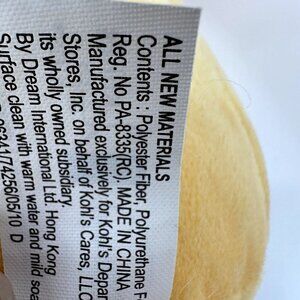 ALL NEW MATERIALS
Contents : Polyester Fiber, Polyurethane
Reg. No PA-8335(RC), MADE IN CHINA
Manufactured exclusively for Kohl's
Stores, Inc. on behalf of Kohl's Cares, LLC
its wholly owned subsidiary.
By Dream International Ltd. Hong Kong
Surface clean with warm water and mild